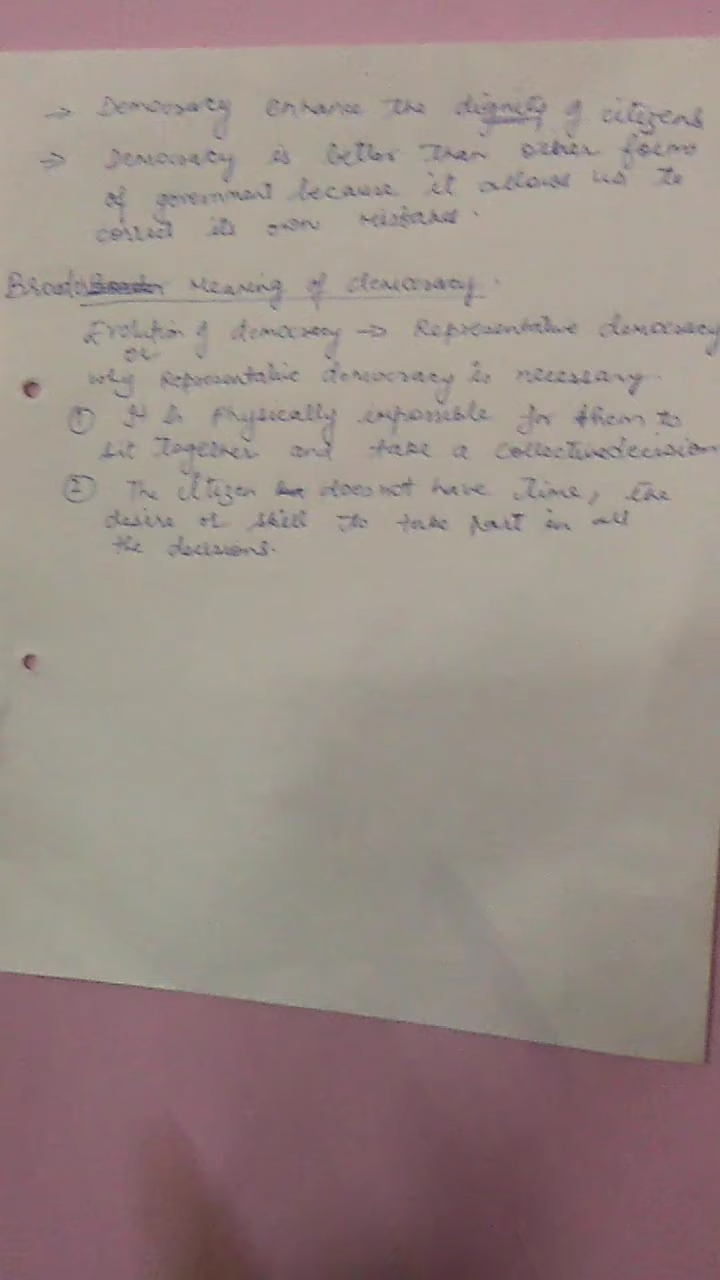 → Democracy enhance the dignity of citizens
→ Democracy is better than other forms
of government because it allows us to
correct its own mistake.
Broader Meaning of democracy.
Evolution of democracy → Representative democracy
or
why Representative democracy is necessary.
① It is physically impossible for them to
sit together and take a collective decision
② The citizen does not have time, the
desire or skill to take part in all
the decisions.